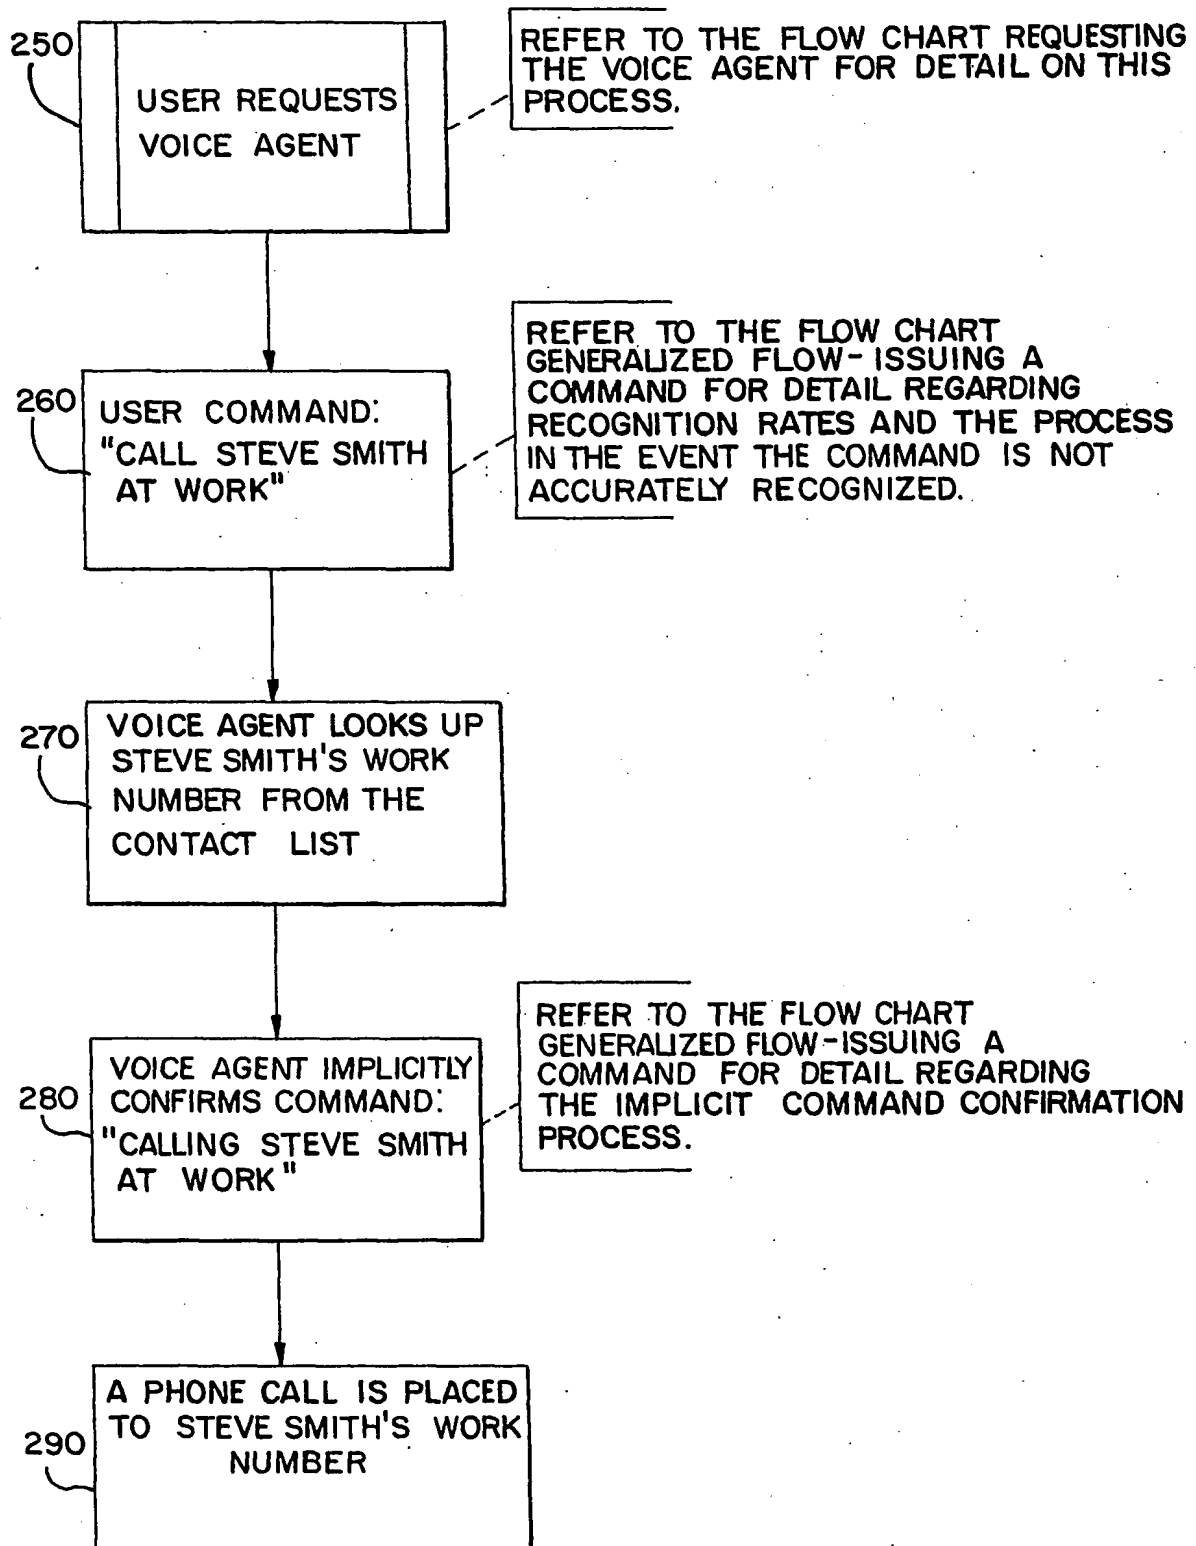 250
USER REQUESTS
VOICE AGENT
REFER TO THE FLOW CHART REQUESTING
THE VOICE AGENT FOR DETAIL ON THIS
PROCESS.
260
USER COMMAND:
"CALL STEVE SMITH
AT WORK"
REFER TO THE FLOW CHART
GENERALIZED FLOW-ISSUING A
COMMAND FOR DETAIL REGARDING
RECOGNITION RATES AND THE PROCESS
IN THE EVENT THE COMMAND IS NOT
ACCURATELY RECOGNIZED.
270
VOICE AGENT LOOKS UP
STEVE SMITH'S WORK
NUMBER FROM THE
CONTACT LIST
280
VOICE AGENT IMPLICITLY
CONFIRMS COMMAND:
"CALLING STEVE SMITH
AT WORK"
REFER TO THE FLOW CHART
GENERALIZED FLOW-ISSUING A
COMMAND FOR DETAIL REGARDING
THE IMPLICIT COMMAND CONFIRMATION
PROCESS.
290
A PHONE CALL IS PLACED
TO STEVE SMITH'S WORK
NUMBER